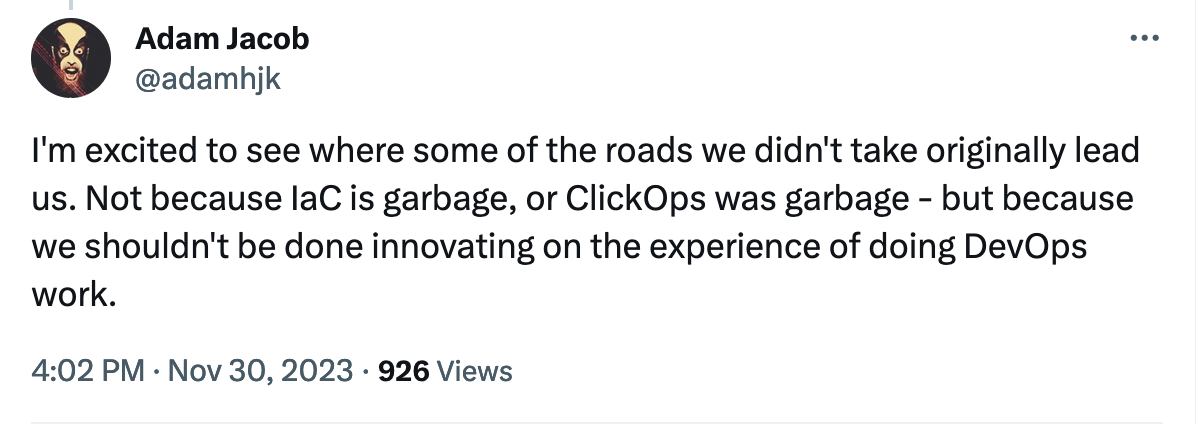 Adam Jacob
@adamhjk
I'm excited to see where some of the roads we didn't take originally lead
us. Not because IaC is garbage, or ClickOps was garbage - but because
we shouldn't be done innovating on the experience of doing DevOps
work.
4:02 PM · Nov 30, 2023 · 926 Views